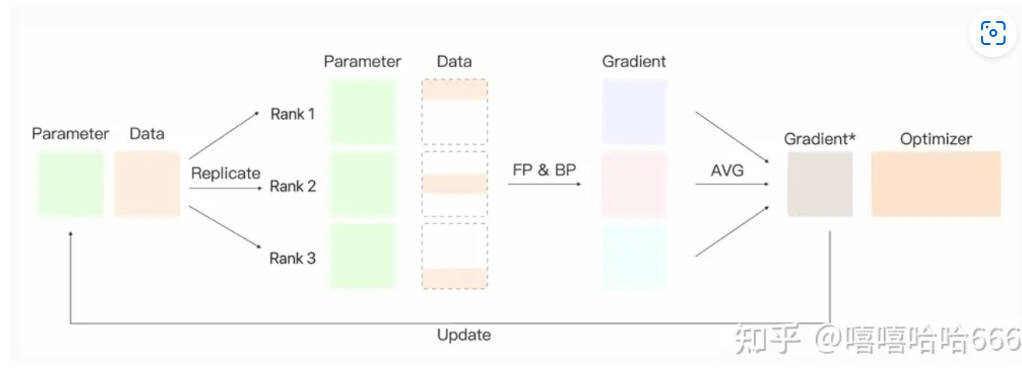 Parameter Data Gradient
Rank 1
Parameter Data Gradient* Optimizer
Replicate Rank 2 FP & BP AVG
Rank 3
Update
知乎 @嘻嘻哈哈666